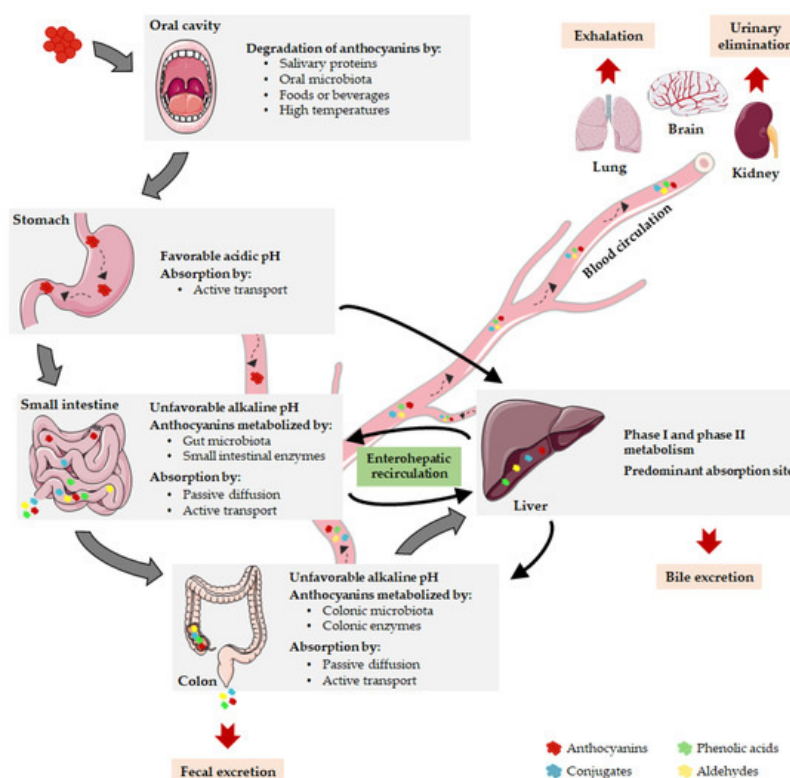 Oral cavity
Degradation of anthocyanins by:
• Salivary proteins
• Oral microbiota
• Foods or beverages
• High temperatures
Exhalation
Urinary
elimination
Lung
Brain
Kidney
Stomach
Favorable acidic pH
Absorption by:
• Active transport
Blood circulation
Small intestine
Unfavorable alkaline pH
Anthocyanins metabolized by:
• Gut microbiota
• Small intestinal enzymes
Absorption by:
• Passive diffusion
• Active transport
Enterohepatic
recirculation
Phase I and phase II
metabolism
Predominant absorption site
Liver
Bile excretion
Unfavorable alkaline pH
Anthocyanins metabolized by:
• Colonic microbiota
• Colonic enzymes
Absorption by:
• Passive diffusion
• Active transport
Colon
Fecal excretion
Anthocyanins
Phenolic acids
Conjugates
Aldehydes